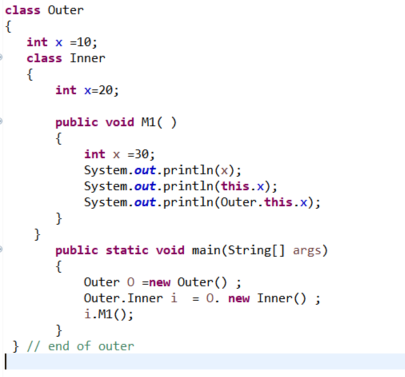 class Outer
{
int x =10;
class Inner
{
int x=20;
public void M1( )
{
int x =30;
System.out.println(x);
System.out.println(this.x);
System.out.println(Outer.this.x);
}
}
public static void main(String[] args)
{
Outer O =new Outer() ;
Outer.Inner i  = O. new Inner() ;
i.M1();
}
} // end of outer